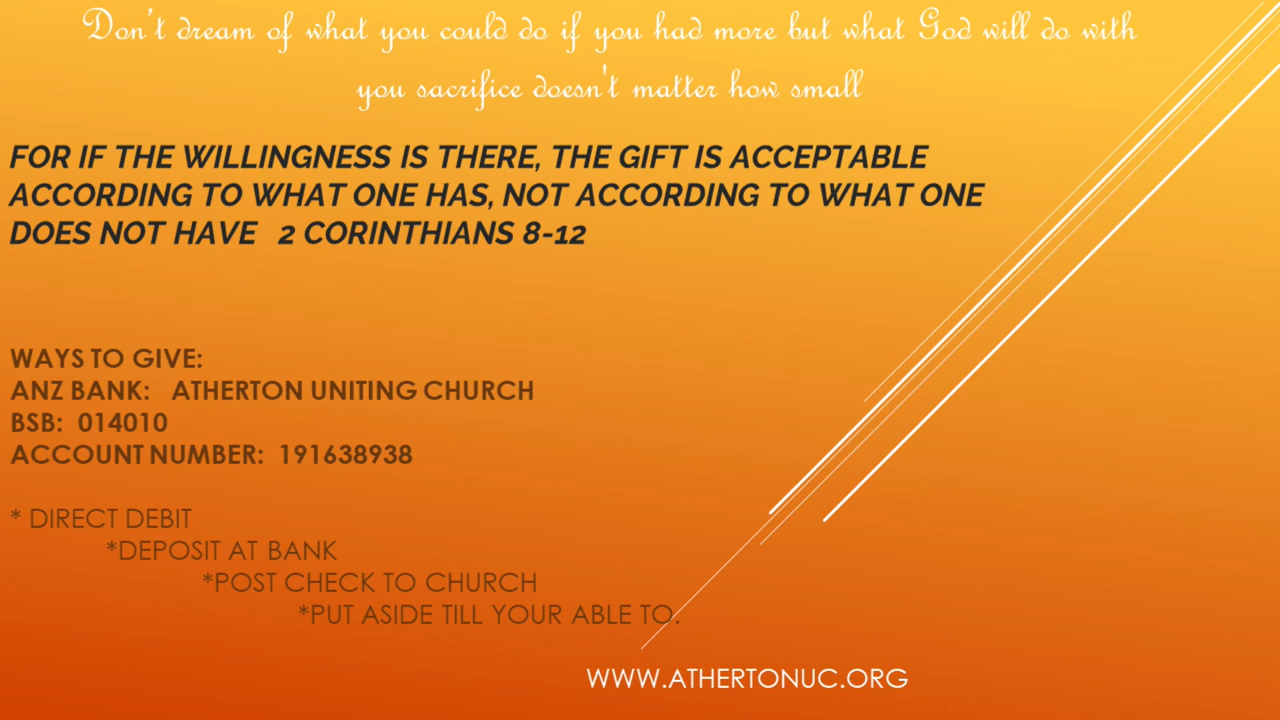 Don't dream of what you could do if you had more but what God will do with
you sacrifice doesn't matter how small
FOR IF THE WILLINGNESS IS THERE, THE GIFT IS ACCEPTABLE
ACCORDING TO WHAT ONE HAS, NOT ACCORDING TO WHAT ONE
DOES NOT HAVE 2 CORINTHIANS 8-12
WAYS TO GIVE:
ANZ BANK: ATHERTON UNITING CHURCH
BSB: 014010
ACCOUNT NUMBER: 191638938
* DIRECT DEBIT
*DEPOSIT AT BANK
*POST CHECK TO CHURCH
*PUT ASIDE TILL YOUR ABLE TO.
WWW.ATHERTONUC.ORG